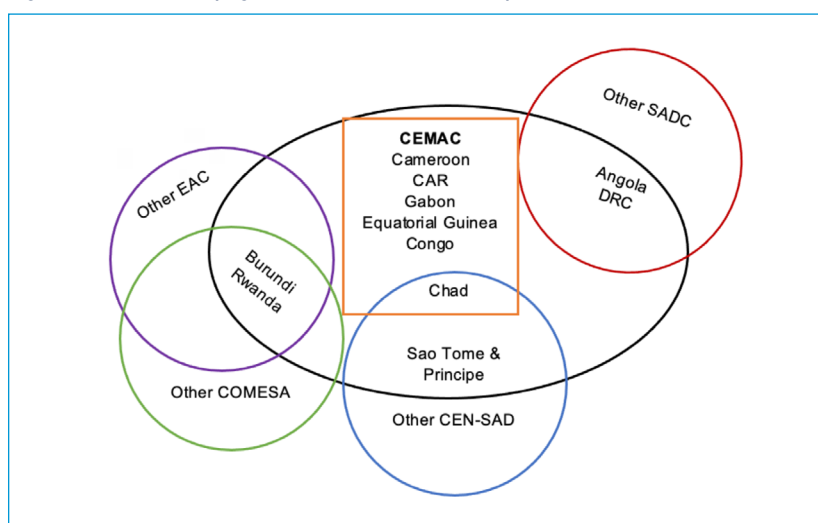 Other SADC
CEMAC
Cameroon
CAR
Gabon
Equatorial Guinea
Congo
Angola
DRC
Other EAC
Burundi
Rwanda
Chad
Sao Tome &
Principe
Other COMESA
Other CEN-SAD